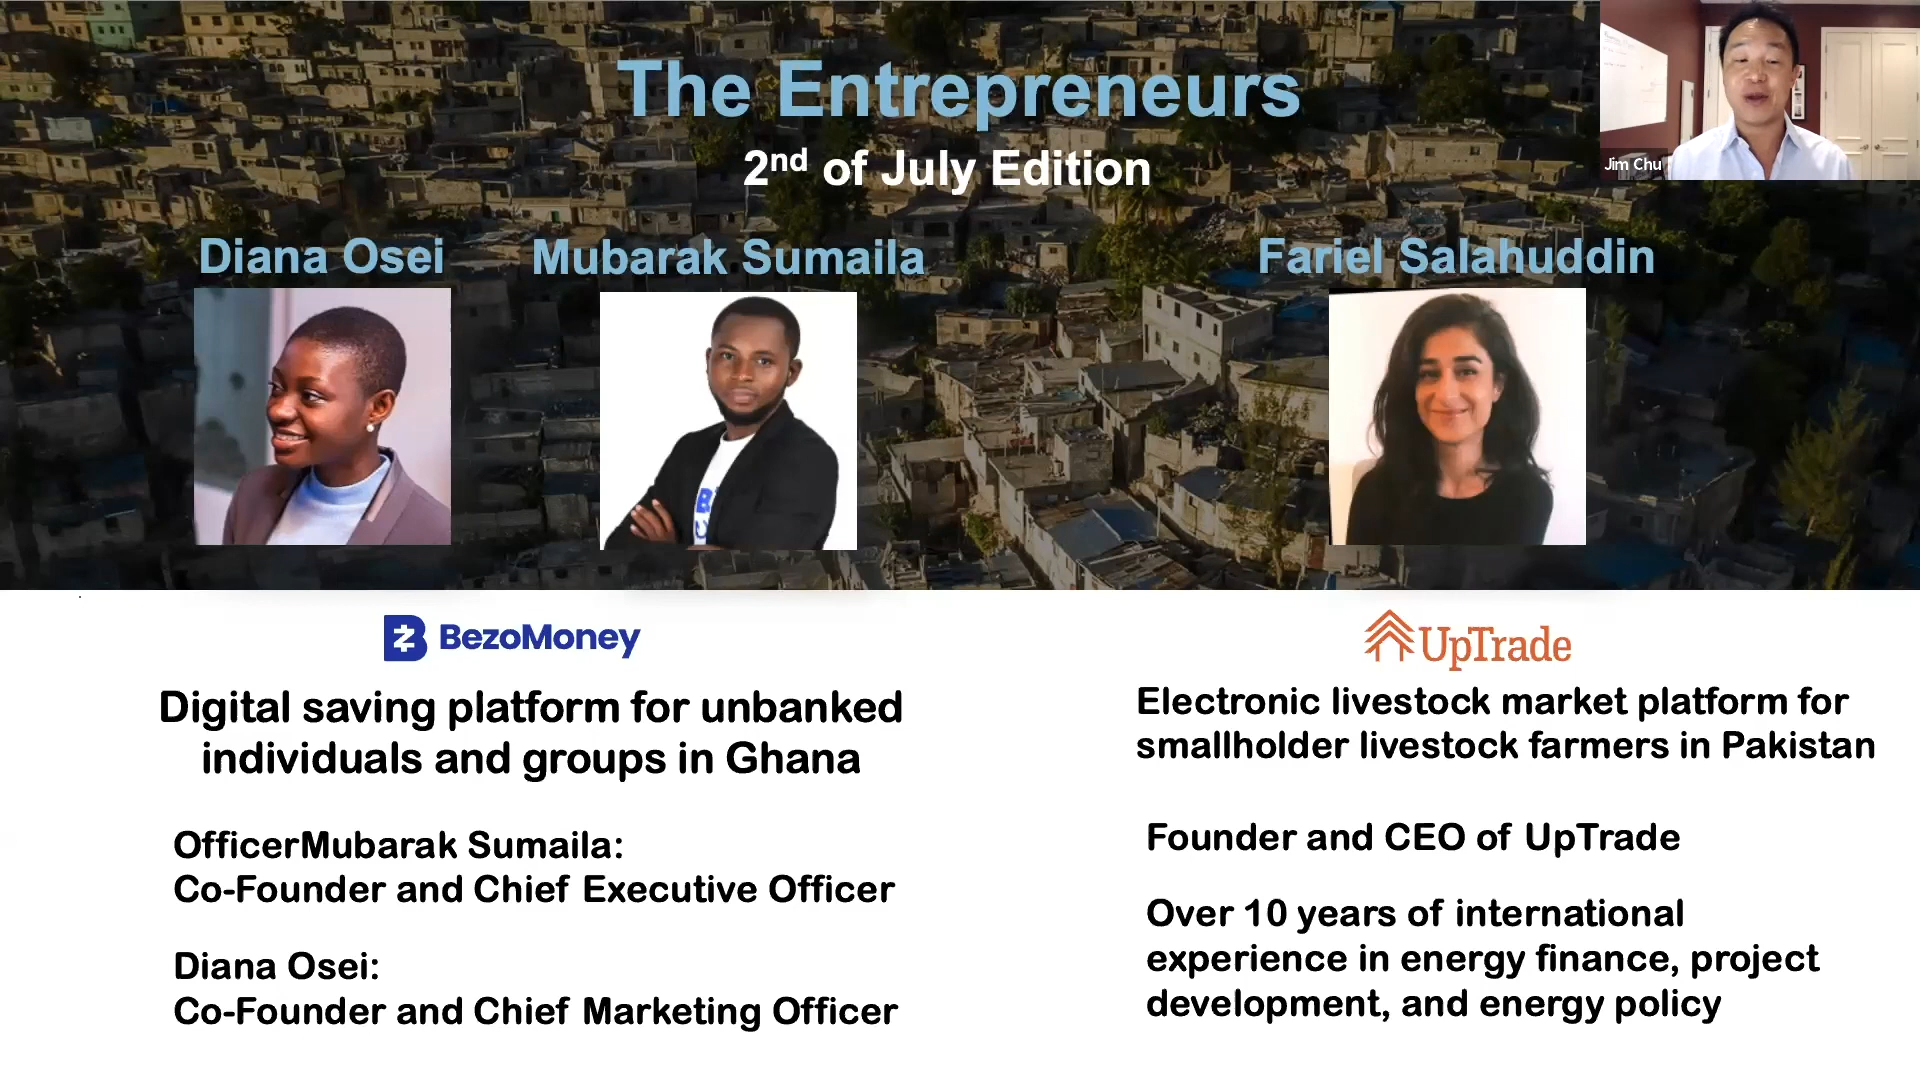 The Entrepreneurs
2nd of July Edition
Jim Chu
Diana Osei
Mubarak Sumaila
Fariel Salahuddin
BezoMoney
Digital saving platform for unbanked
individuals and groups in Ghana
OfficerMubarak Sumaila:
Co-Founder and Chief Executive Officer
Diana Osei:
Co-Founder and Chief Marketing Officer
UpTrade
Electronic livestock market platform for
smallholder livestock farmers in Pakistan
Founder and CEO of UpTrade
Over 10 years of international
experience in energy finance, project
development, and energy policy